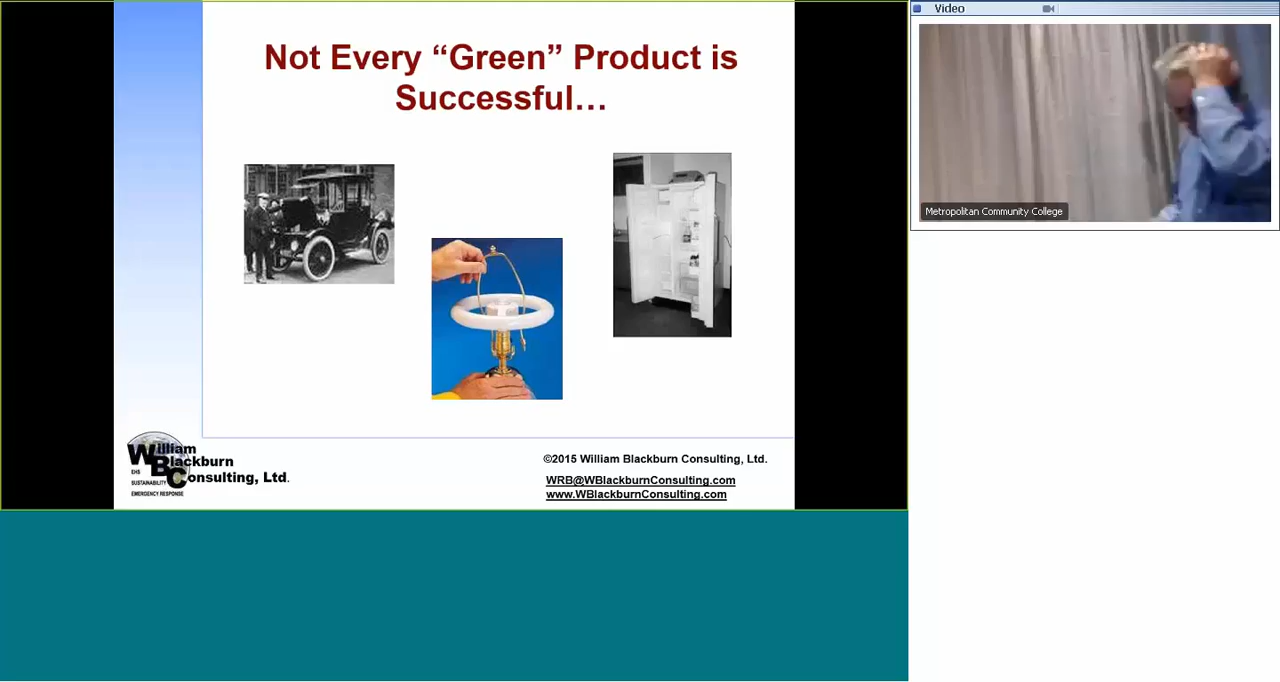 Not Every “Green” Product is
Successful…
William
Blackburn
Consulting, Ltd.
EHS
SUSTAINABILITY
EMERGENCY RESPONSE
©2015 William Blackburn Consulting, Ltd.
WRB@WBlackburnConsulting.com
www.WBlackburnConsulting.com
Video
Metropolitan Community College